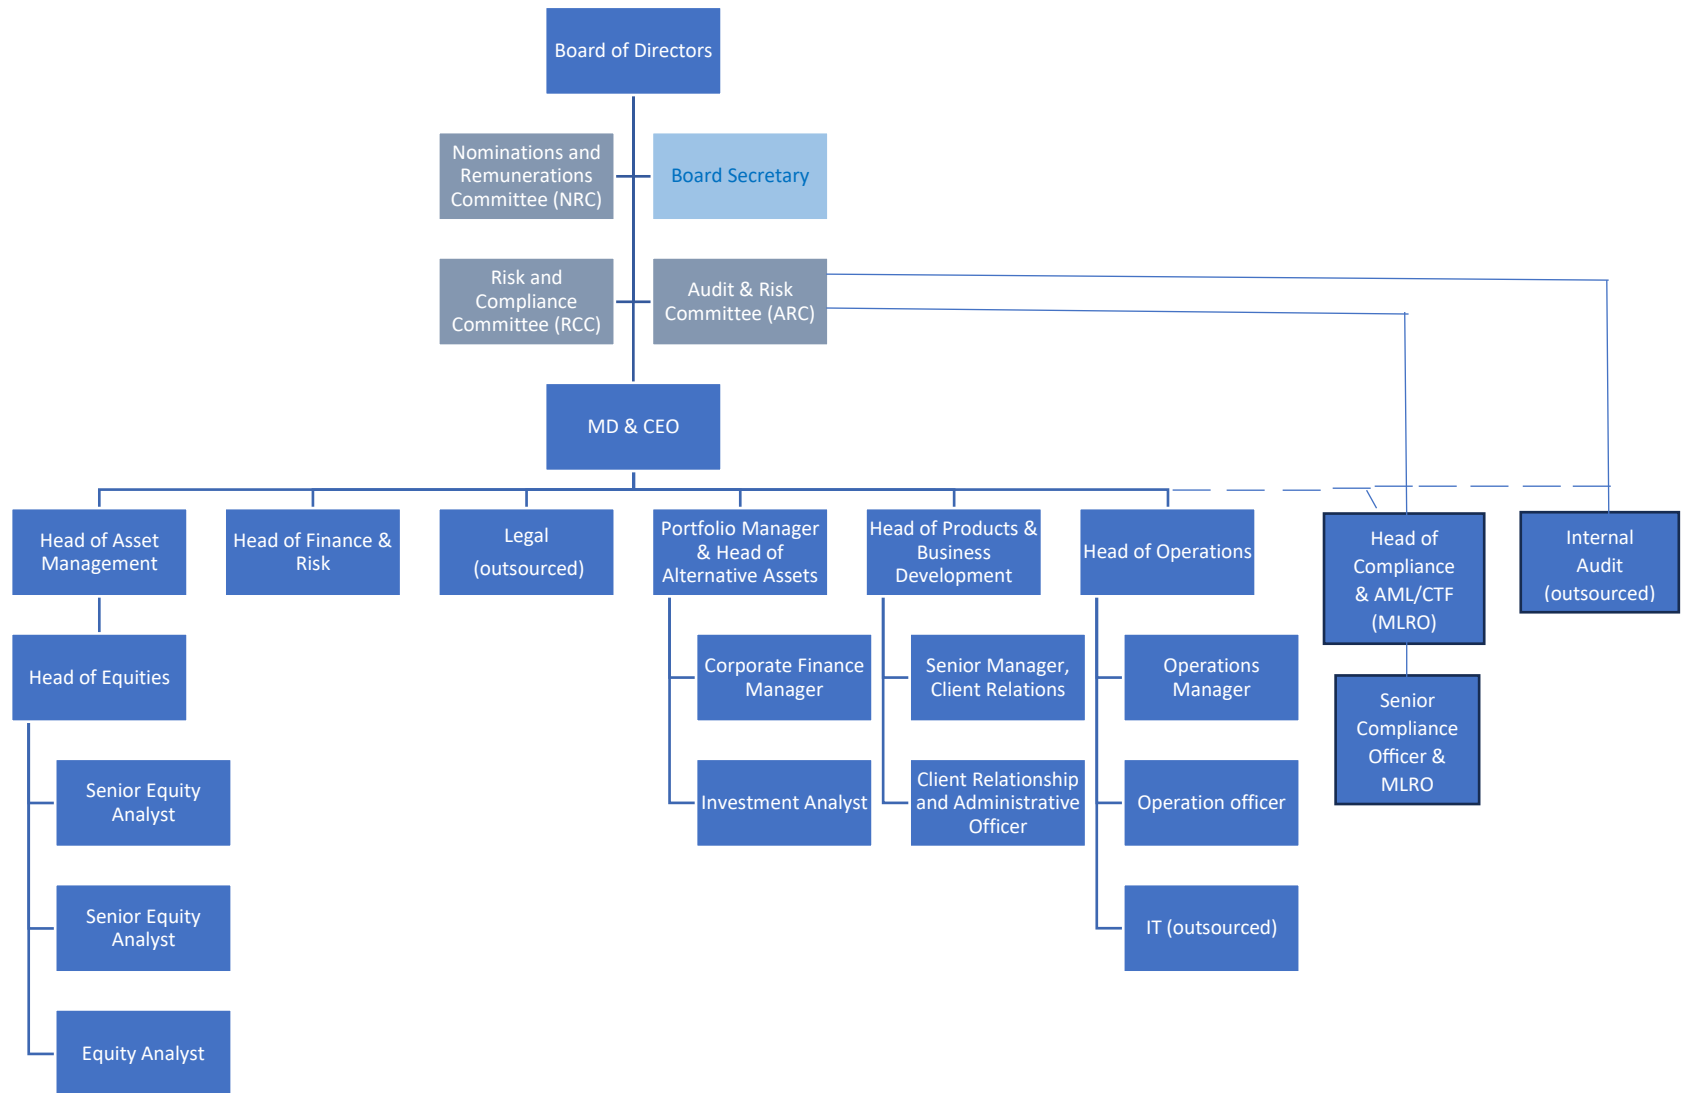 Board of Directors
Nominations and
Remunerations
Committee (NRC)
Board Secretary
Risk and
Compliance
Committee (RCC)
Audit & Risk
Committee (ARC)
MD & CEO
Head of Asset
Management
Head of Finance &
Risk
Legal
(outsourced)
Portfolio Manager
& Head of
Alternative Assets
Head of Products &
Business
Development
Head of Operations
Head of
Compliance
& AML/CTF
(MLRO)
Internal
Audit
(outsourced)
Head of Equities
Corporate Finance
Manager
Senior Manager,
Client Relations
Operations
Manager
Senior
Compliance
Officer &
MLRO
Senior Equity
Analyst
Investment Analyst
Client Relationship
and Administrative
Officer
Operation officer
Senior Equity
Analyst
IT (outsourced)
Equity Analyst